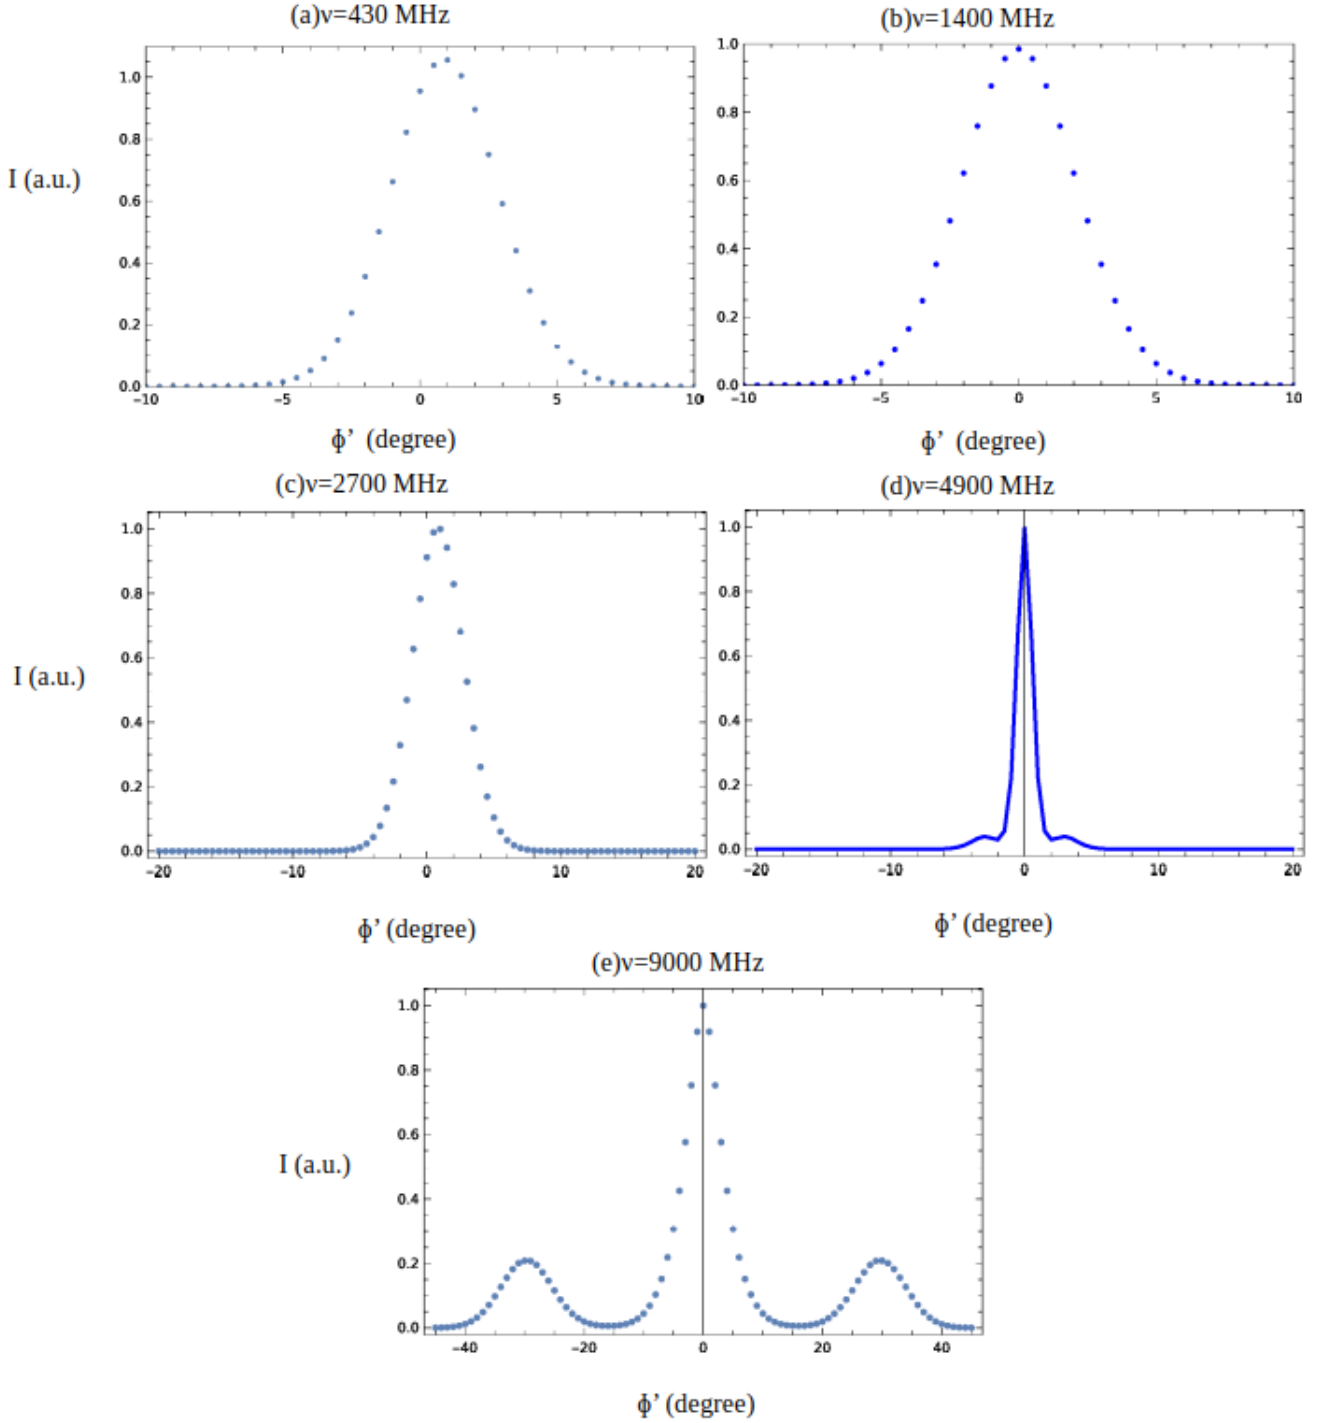 (a)ν=430 MHz
(b)ν=1400 MHz
I (a.u.)
1.0
0.8
0.6
0.4
0.2
0.0
−10 −5 0 5 10
ϕ’ (degree)
1.0
0.8
0.6
0.4
0.2
0.0
−10 −5 0 5 10
ϕ’ (degree)
(c)ν=2700 MHz
(d)ν=4900 MHz
I (a.u.)
1.0
0.8
0.6
0.4
0.2
0.0
−20 −10 0 10 20
ϕ’ (degree)
1.0
0.8
0.6
0.4
0.2
0.0
−20 −10 0 10 20
ϕ’ (degree)
(e)ν=9000 MHz
I (a.u.)
1.0
0.8
0.6
0.4
0.2
0.0
−40 −20 0 20 40
ϕ’ (degree)